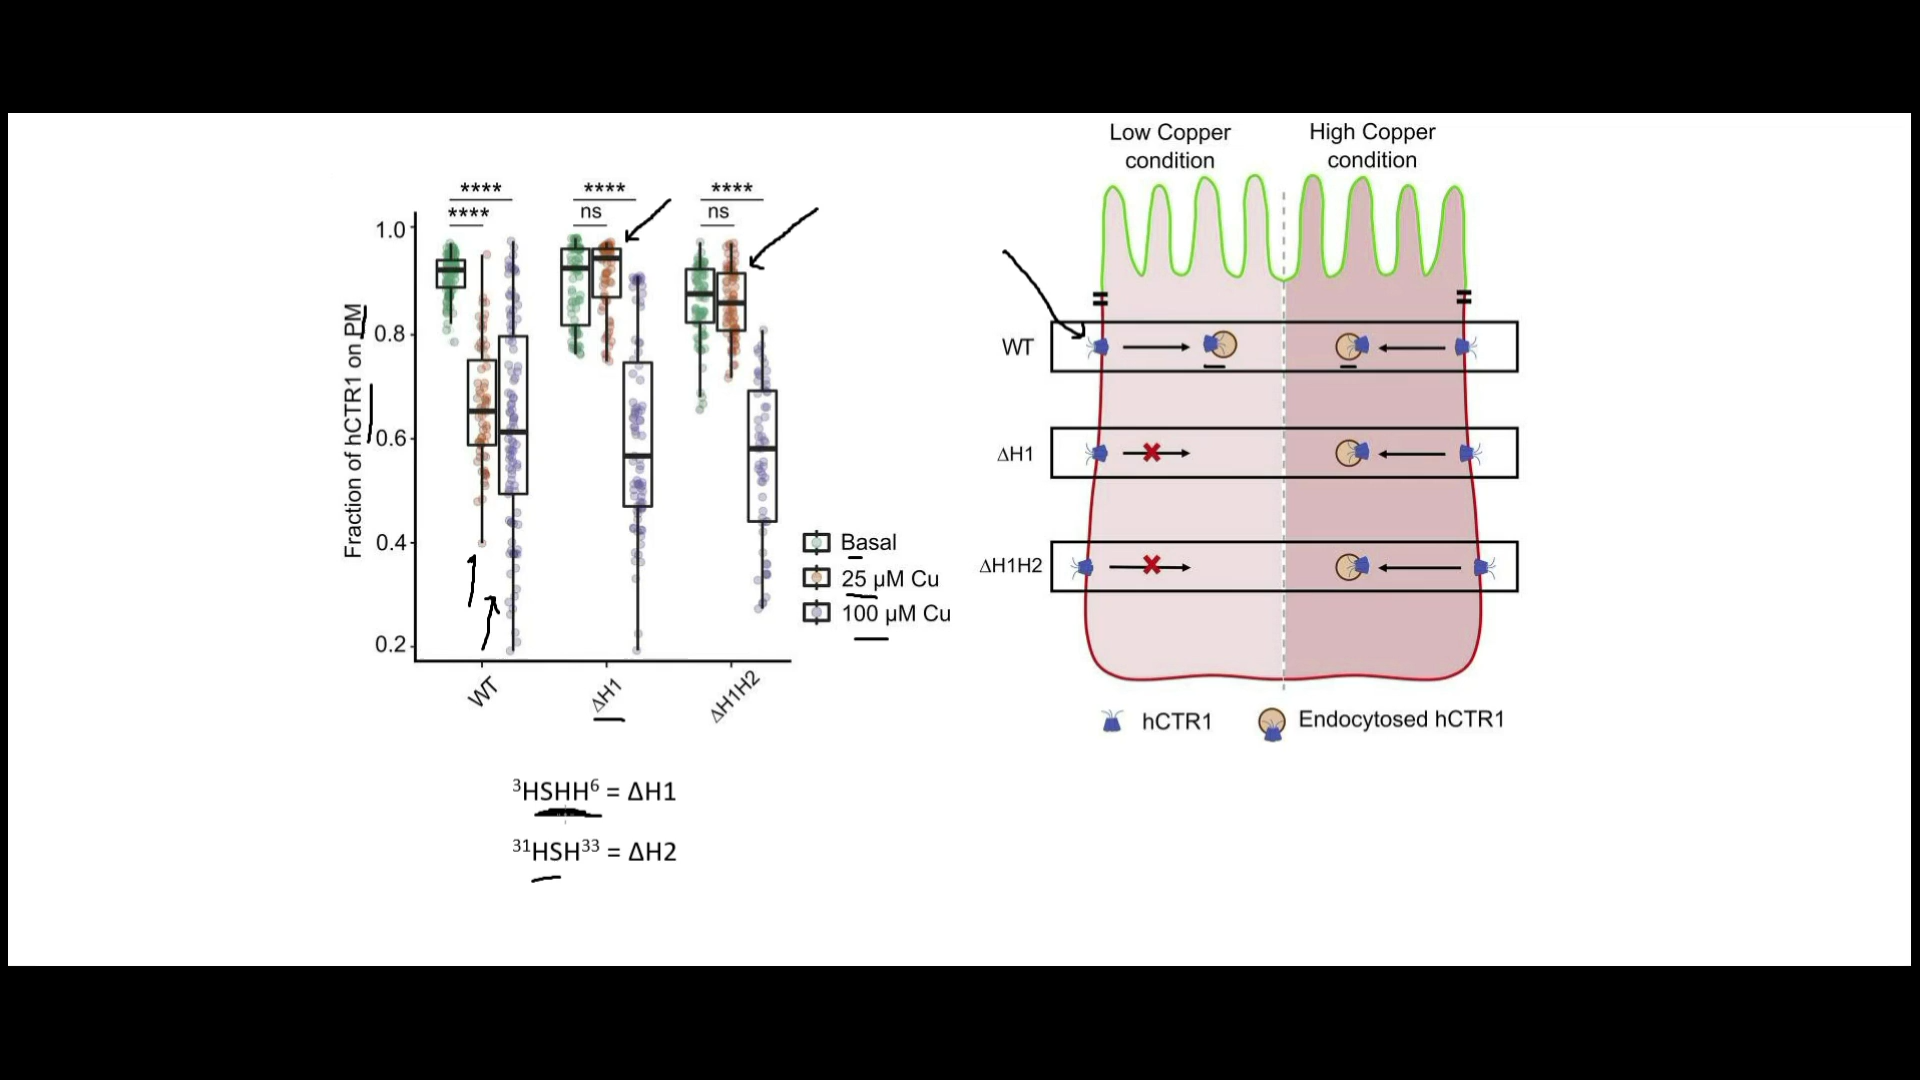 **** **** ****
**** ns ns
1.0
0.8
0.6
0.4
0.2
Fraction of hCTR1 on PM
WT ΔH1 ΔH1H2
Basal
25 µM Cu
100 µM Cu
³HSHH⁶ = ΔH1
³¹HSH³³ = ΔH2
Low Copper
condition
High Copper
condition
WT
ΔH1
ΔH1H2
hCTR1
Endocytosed hCTR1